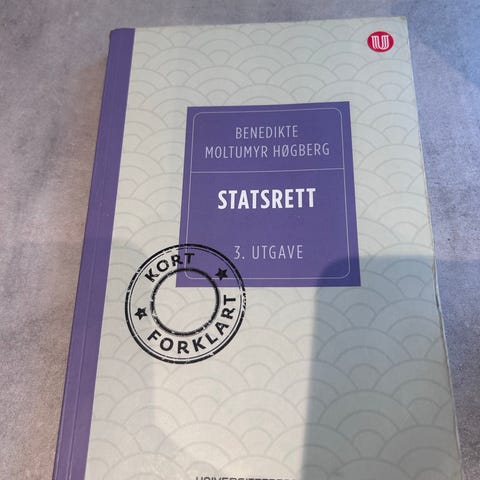 BENEDIKTE
MOLTUMYR HØGBERG
STATSRETT
3. UTGAVE
KORT
FORKLART